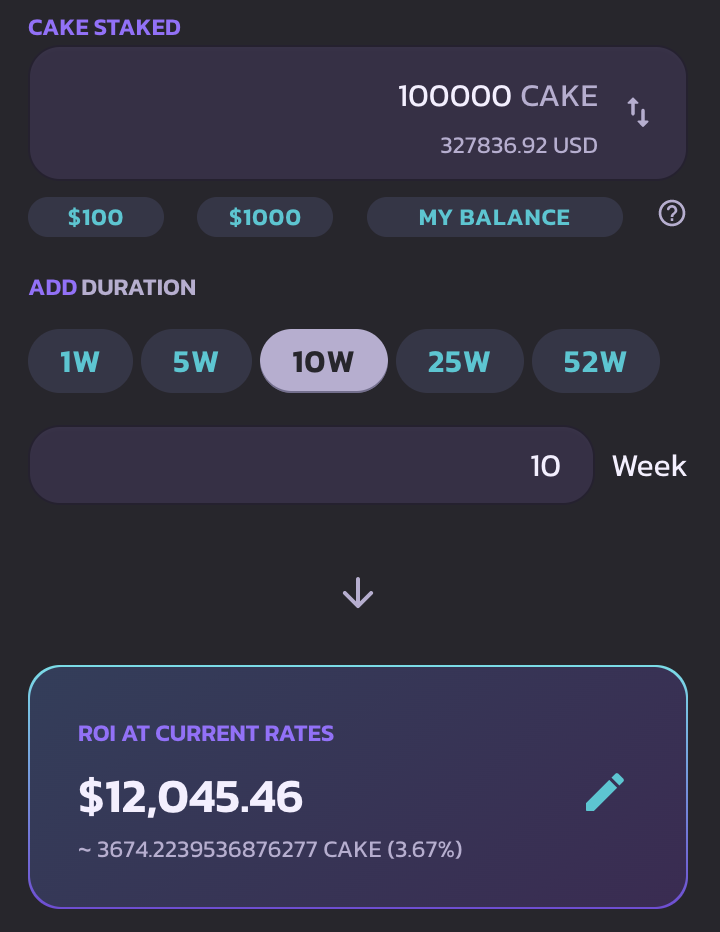 CAKE STAKED
100000 CAKE
327836.92 USD
$100 $1000 MY BALANCE
ADD DURATION
1W 5W 10W 25W 52W
10 Week
ROI AT CURRENT RATES
$12,045.46
~ 3674.2239536876277 CAKE (3.67%)